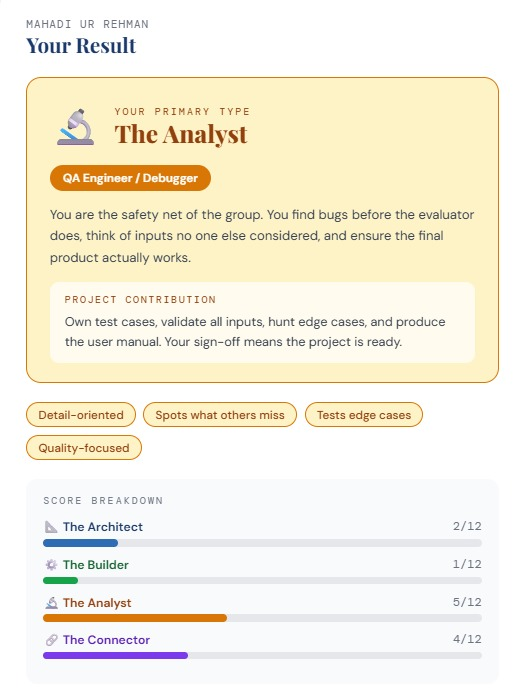 MAHADI UR REHMAN
Your Result
YOUR PRIMARY TYPE
The Analyst
QA Engineer / Debugger
You are the safety net of the group. You find bugs before the evaluator
does, think of inputs no one else considered, and ensure the final
product actually works.
PROJECT CONTRIBUTION
Own test cases, validate all inputs, hunt edge cases, and produce
the user manual. Your sign-off means the project is ready.
Detail-oriented
Spots what others miss
Tests edge cases
Quality-focused
SCORE BREAKDOWN
The Architect 2/12
The Builder 1/12
The Analyst 5/12
The Connector 4/12